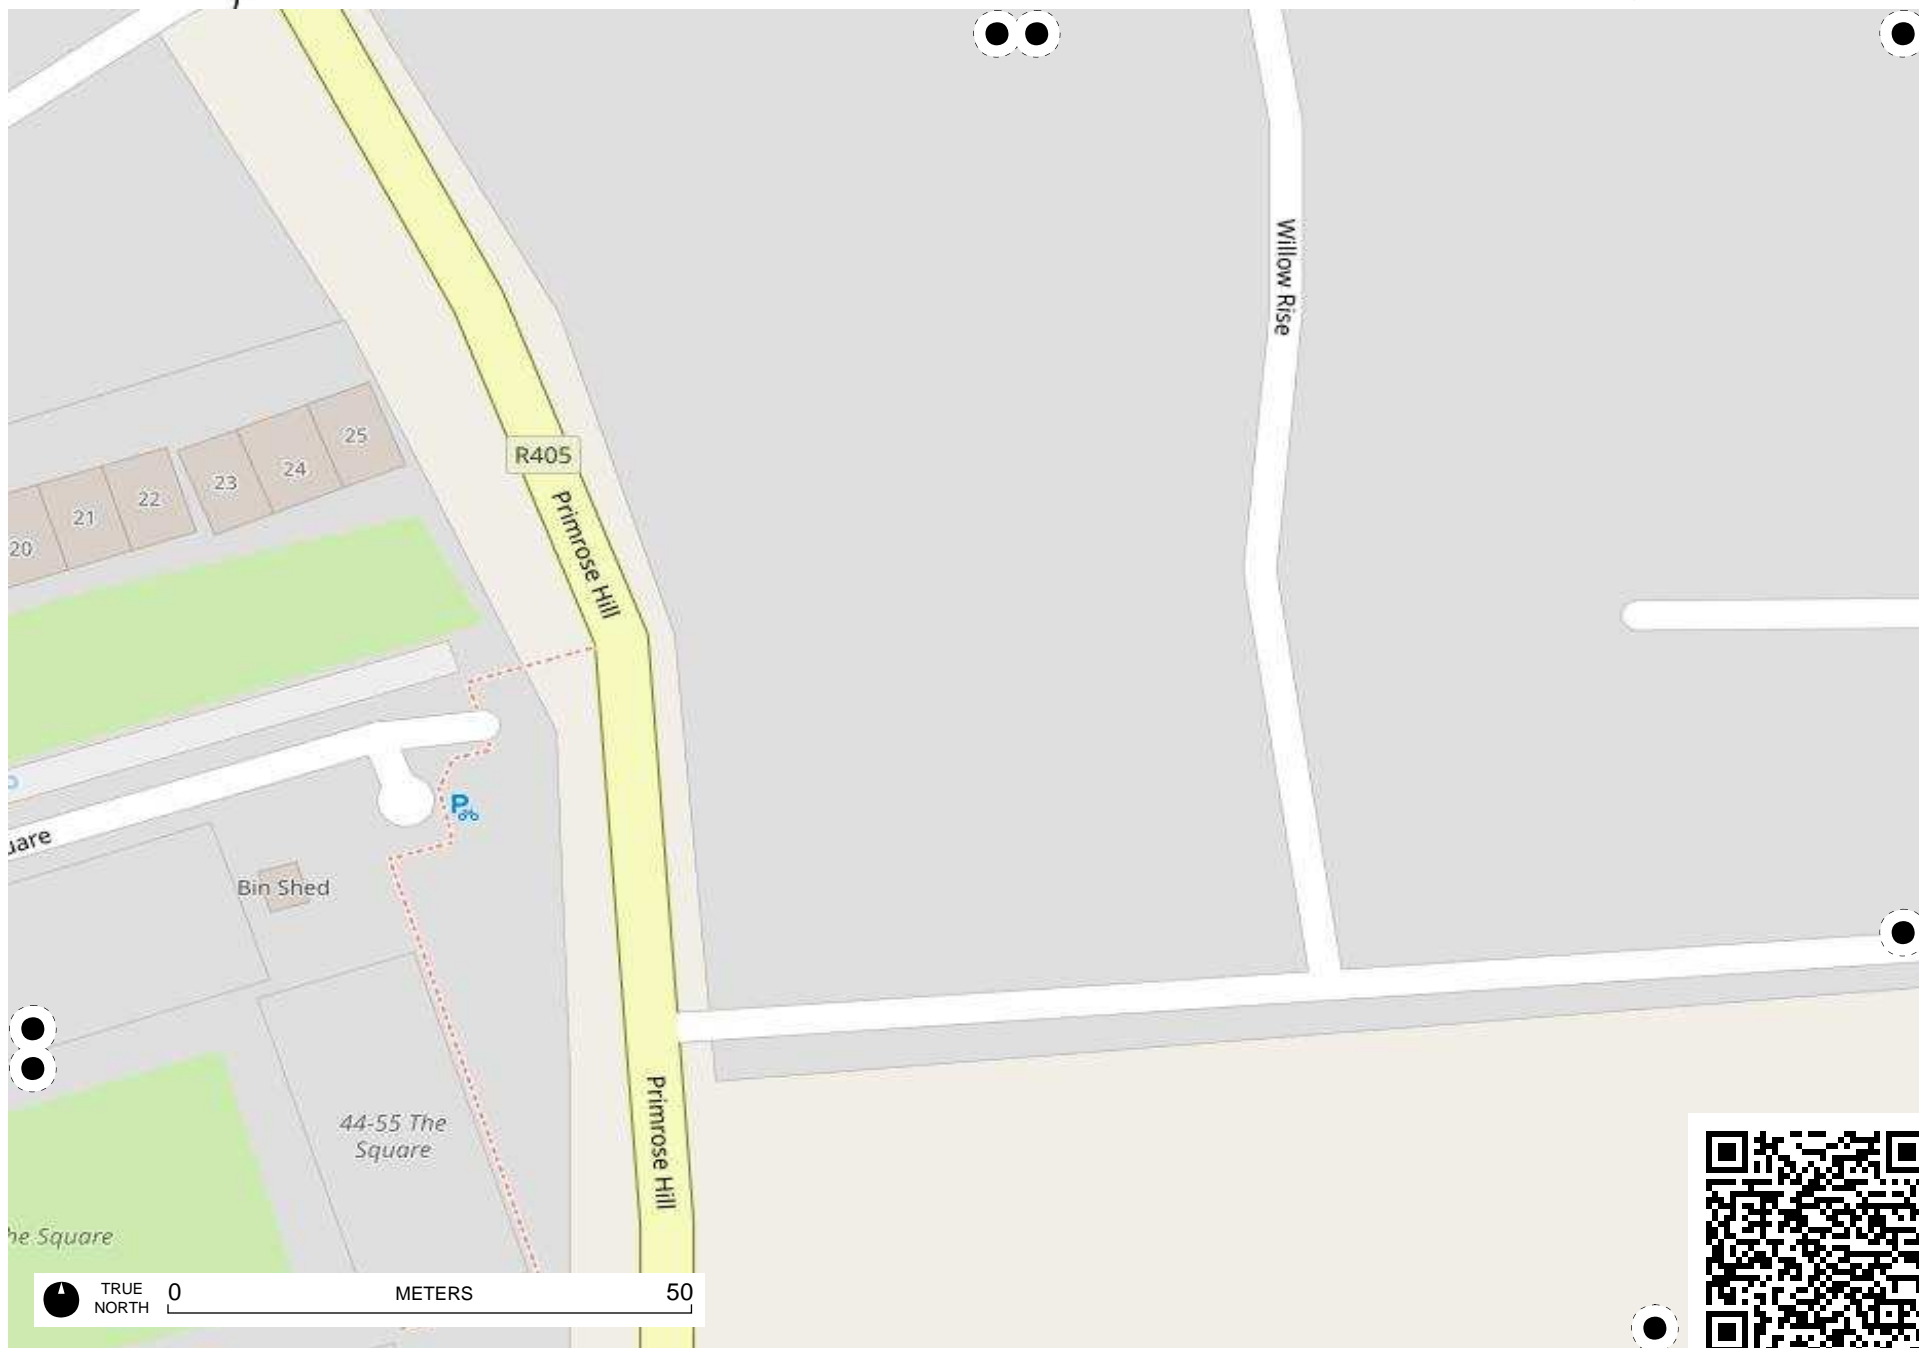 Willow Rise
R405
25
24
23
22
21
20
Primrose Hill
uare
Bin Shed
Primrose Hill
44-55 The
Square
he Square
TRUE
NORTH
0
METERS
50